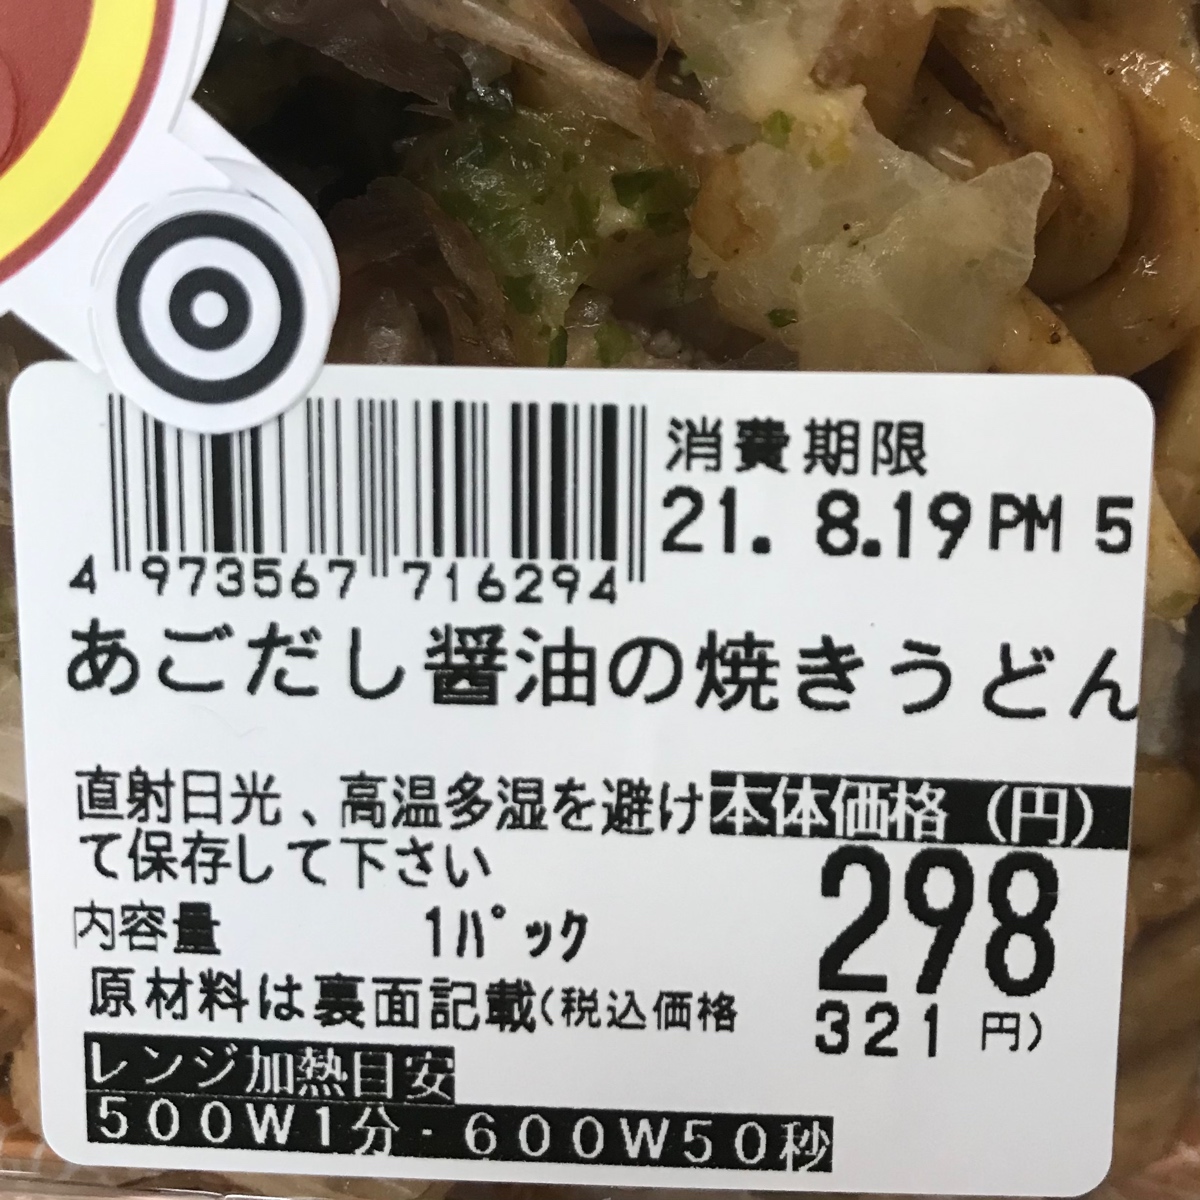 消費期限
21. 8.19 PM 5
4 973567 716294
あごだし醤油の焼きうどん
直射日光、高温多湿を避け
て保存して下さい
本体価格 (円)
298
内容量 1パック
原材料は裏面記載(税込価格 321 円)
レンジ加熱目安
500W1分・600W50秒